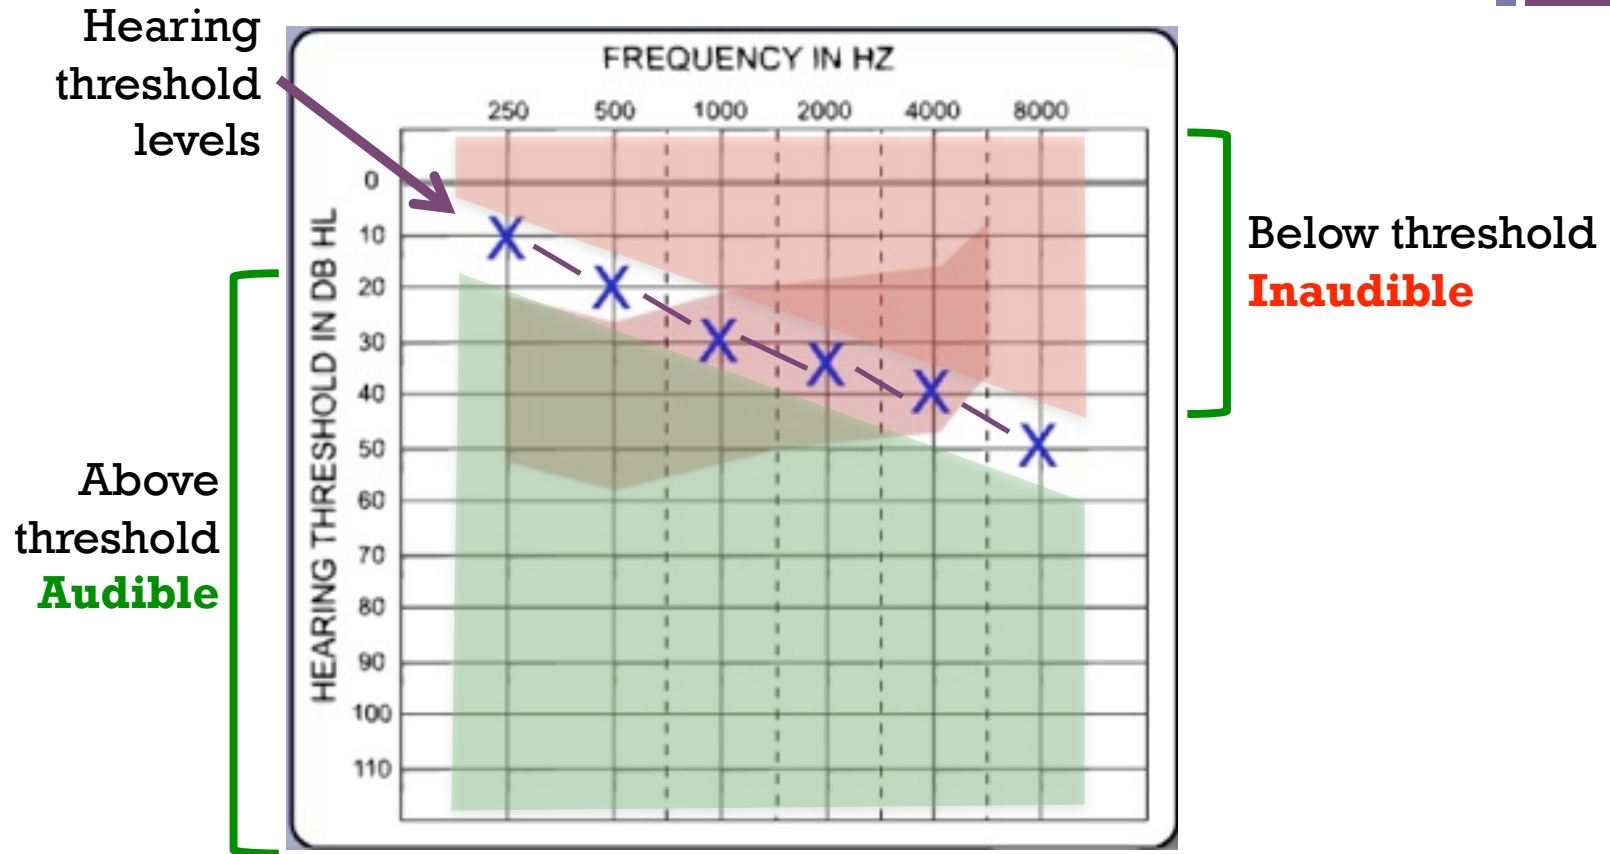 Hearing
threshold
levels
FREQUENCY IN HZ
250 500 1000 2000 4000 8000
HEARING THRESHOLD IN DB HL
0
10
20
30
40
50
60
70
80
90
100
110
X
X
X
X
X
X
Below threshold
Inaudible
Above
threshold
Audible